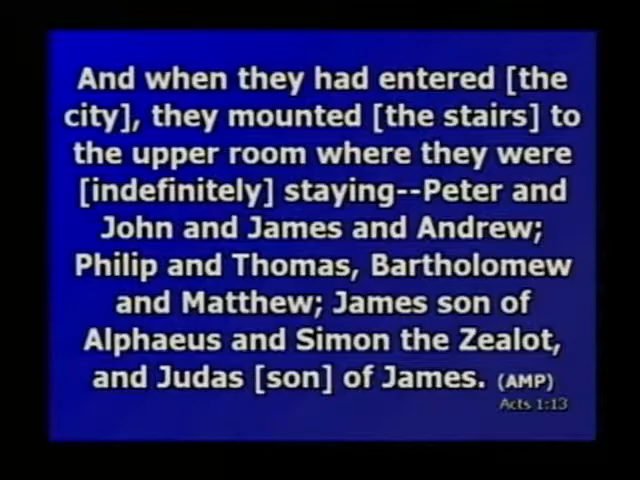 And when they had entered [the
city], they mounted [the stairs] to
the upper room where they were
[indefinitely] staying--Peter and
John and James and Andrew;
Philip and Thomas, Bartholomew
and Matthew; James son of
Alphaeus and Simon the Zealot,
and Judas [son] of James. (AMP)
Acts 1:13